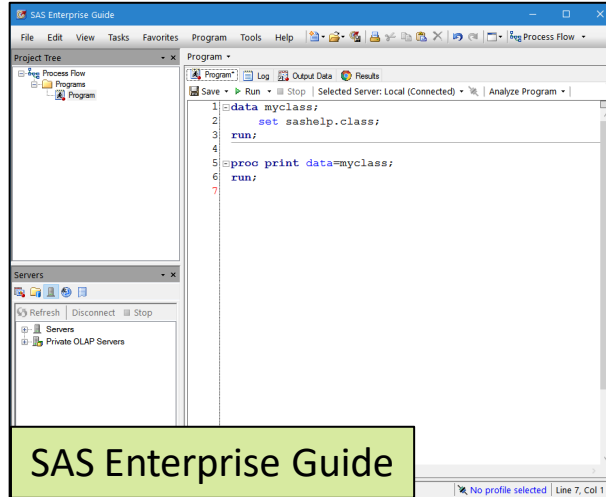 SAS Enterprise Guide
File Edit View Tasks Favorites Program Tools Help Process Flow
Project Tree
Process Flow
Programs
Program
Program
Program* Log Output Data Results
Save Run Stop Selected Server: Local (Connected) Analyze Program
1 data myclass;
2 set sashelp.class;
3 run;
4
5 proc print data=myclass;
6 run;
7
Servers
Refresh Disconnect Stop
Servers
Private OLAP Servers
SAS Enterprise Guide
No profile selected Line 7, Col 1